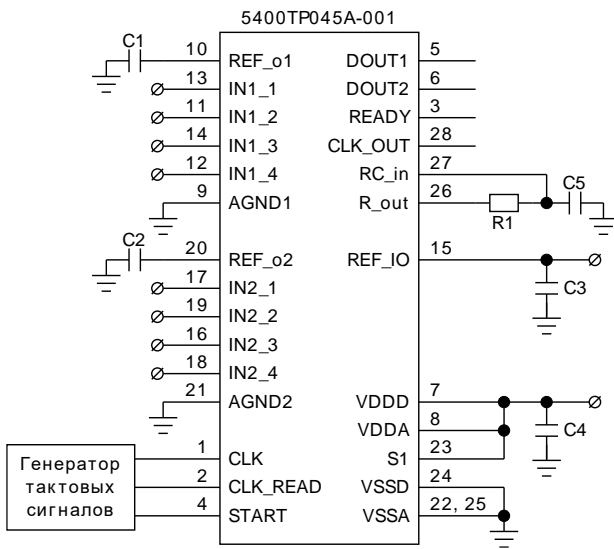 5400ТР045А-001
C1
10 REF_o1 DOUT1 5
13 IN1_1 DOUT2 6
11 IN1_2 READY 3
14 IN1_3 CLK_OUT 28
12 IN1_4 RC_in 27
9 AGND1 R_out 26
R1
C5
C2
20 REF_o2 REF_IO 15
17 IN2_1
C3
19 IN2_2
16 IN2_3
18 IN2_4
21 AGND2 VDDD 7
VDDA 8
C4
1 CLK S1 23
2 CLK_READ VSSD 24
4 START VSSA 22, 25
Генератор
тактовых
сигналов